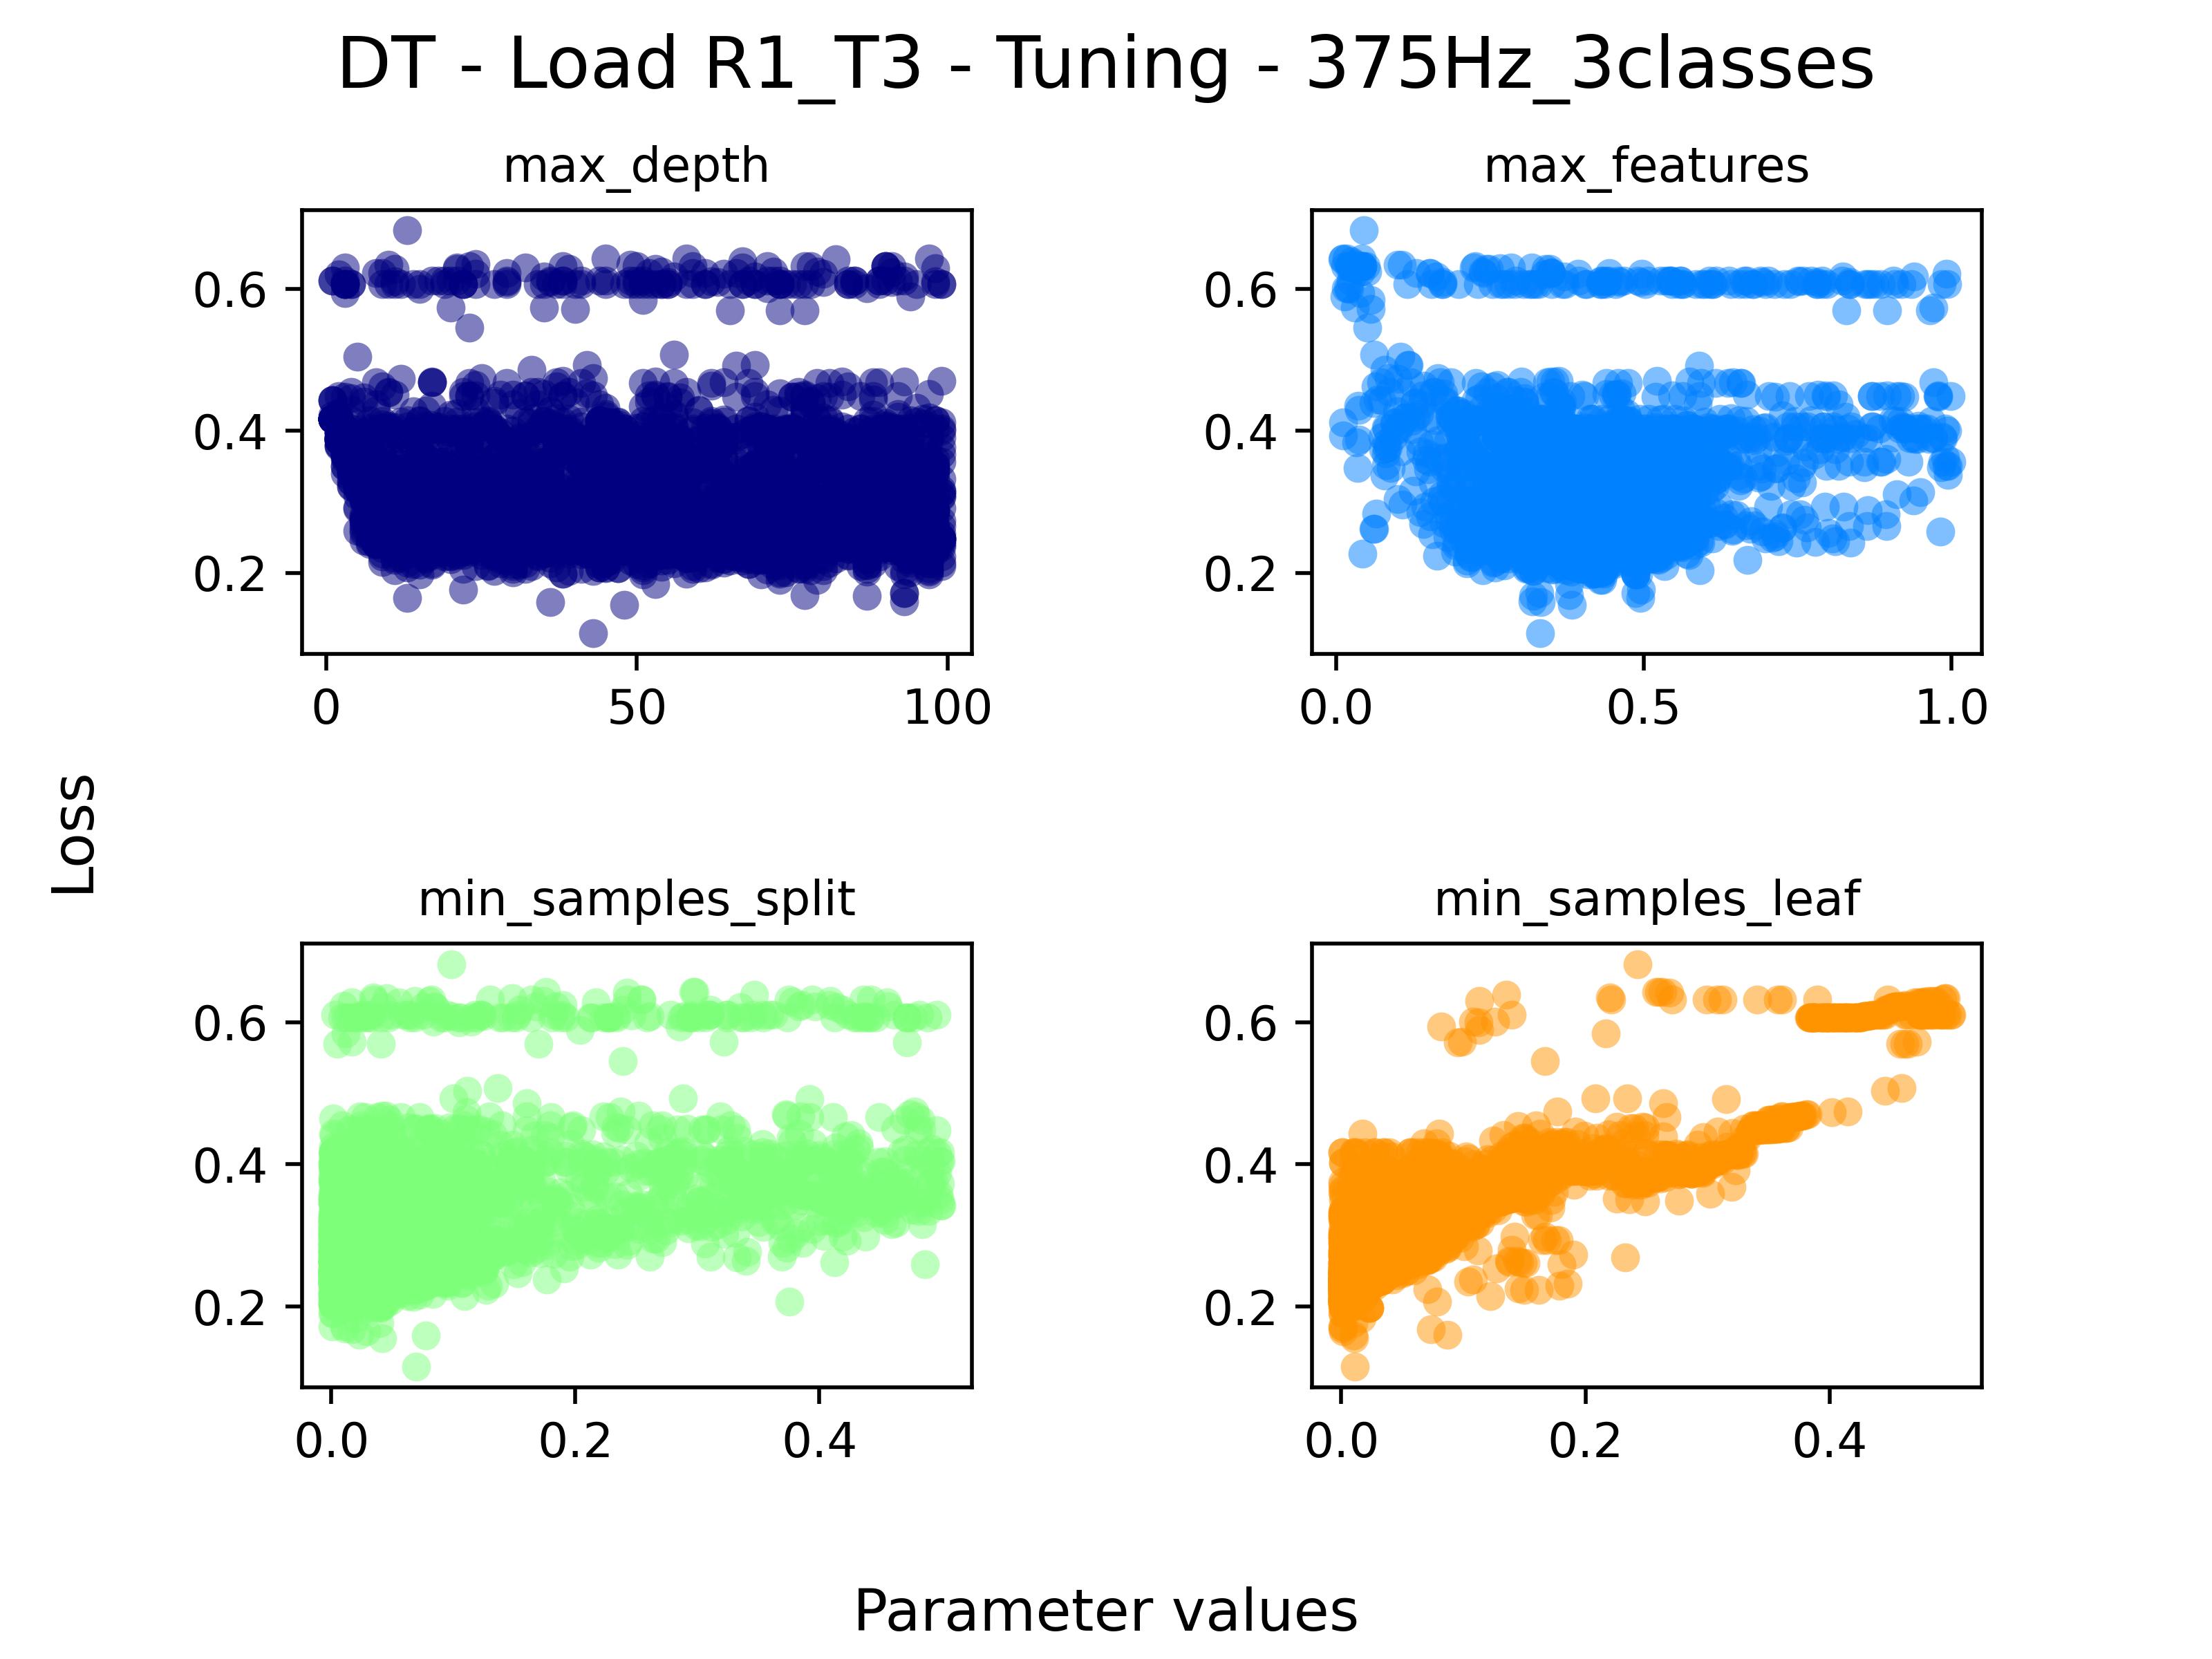 DT - Load R1_T3 - Tuning - 375Hz_3classes
max_depth
max_features
0.6
0.4
0.2
0 50 100
0.6
0.4
0.2
0.0 0.5 1.0
Loss
min_samples_split
min_samples_leaf
0.6
0.4
0.2
0.0 0.2 0.4
0.6
0.4
0.2
0.0 0.2 0.4
Parameter values